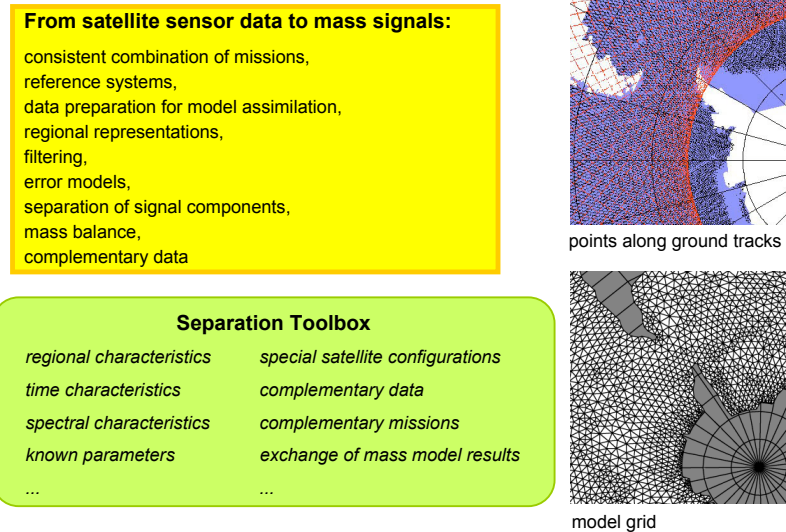 From satellite sensor data to mass signals:
consistent combination of missions,
reference systems,
data preparation for model assimilation,
regional representations,
filtering,
error models,
separation of signal components,
mass balance,
complementary data
points along ground tracks
Separation Toolbox
regional characteristics special satellite configurations
time characteristics complementary data
spectral characteristics complementary missions
known parameters exchange of mass model results
... ...
model grid